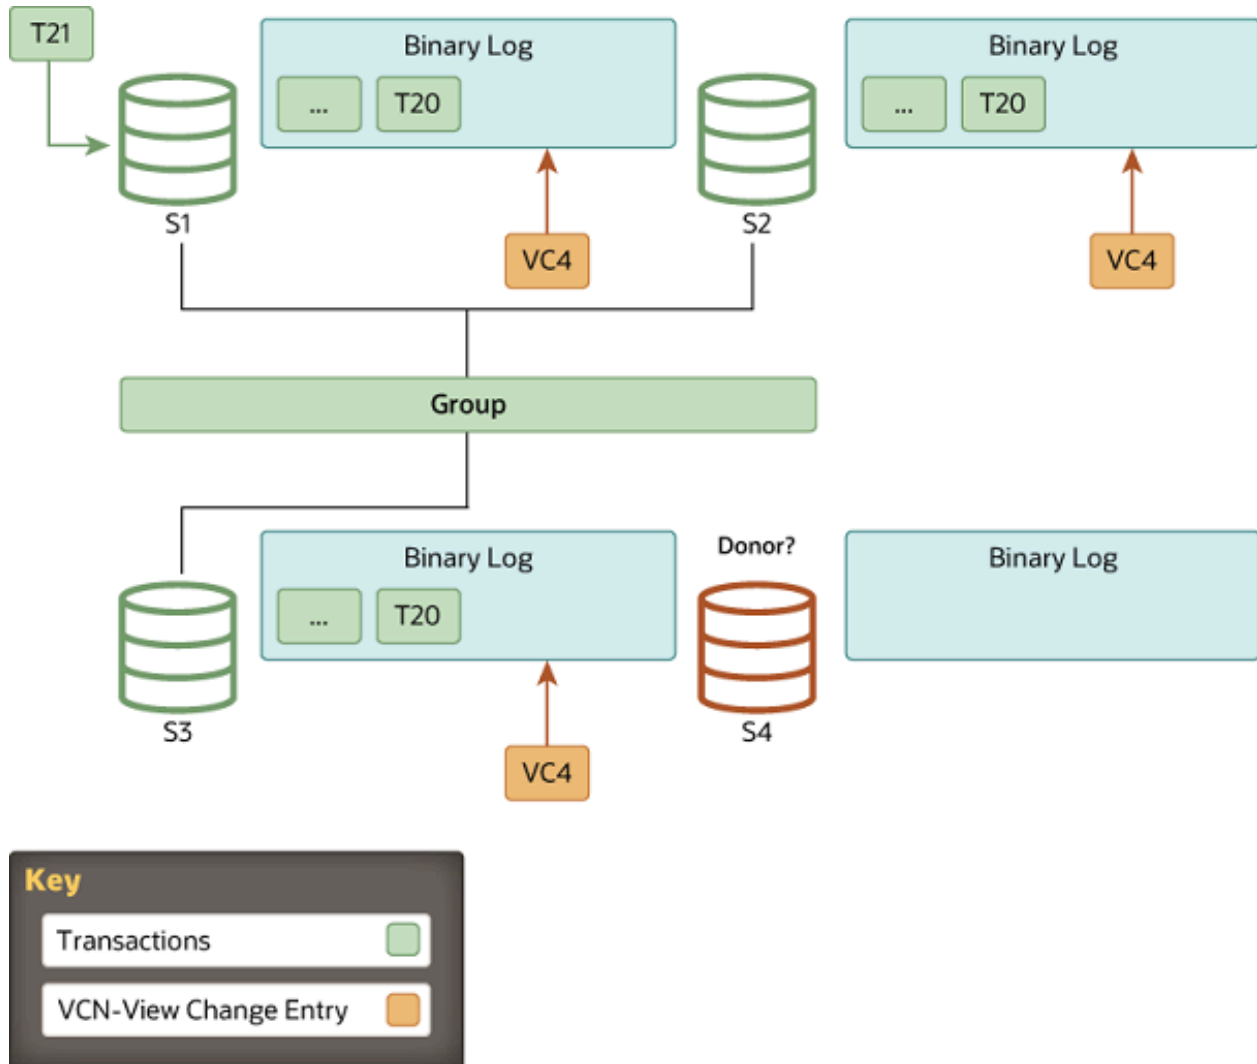 T21
Binary Log
... T20
S1
VC4
Binary Log
... T20
S2
VC4
Group
Binary Log
... T20
S3
VC4
Donor?
S4
Binary Log
Key
Transactions
VCN-View Change Entry